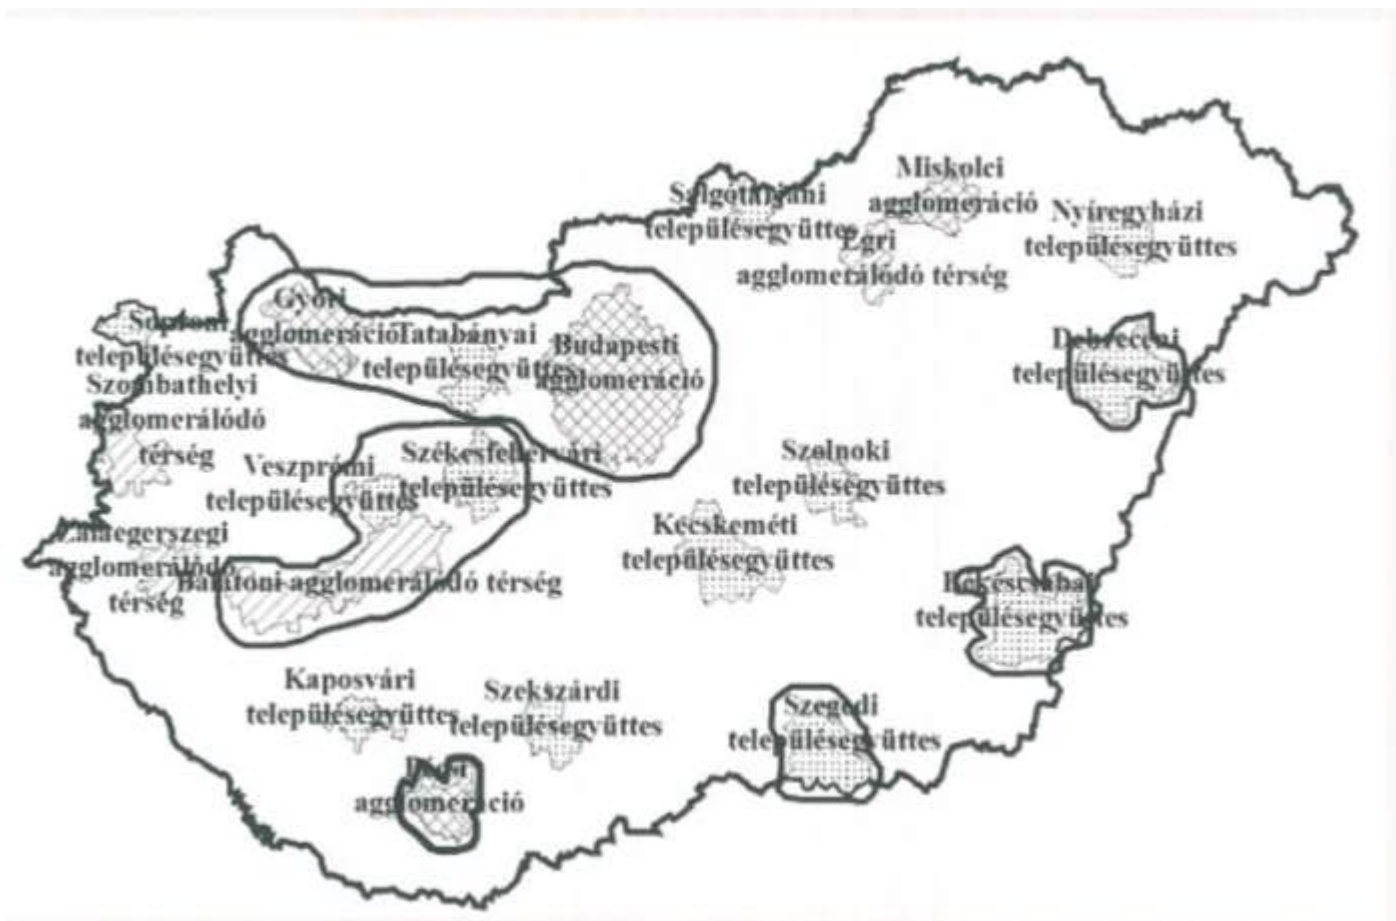 Miskolci
agglomeráció
Salgótarjáni
településegyüttes
Nyíregyházi
településegyüttes
Egri
agglomerálódó térség
Győri
agglomeráció
Tatabányai
településegyüttes
Budapesti
agglomeráció
Soproni
településegyüttes
Debreceni
településegyüttes
Szombathelyi
agglomerálódó
térség
Veszprémi
településegyüttes
Székesfehérvári
településegyüttes
Szolnoki
településegyüttes
Kecskeméti
településegyüttes
Zalaegerszegi
agglomerálódó
térség
Balatoni agglomerálódó térség
Békéscsabai
településegyüttes
Kaposvári
településegyüttes
Szekszárdi
településegyüttes
Szegedi
településegyüttes
Pécsi
agglomeráció